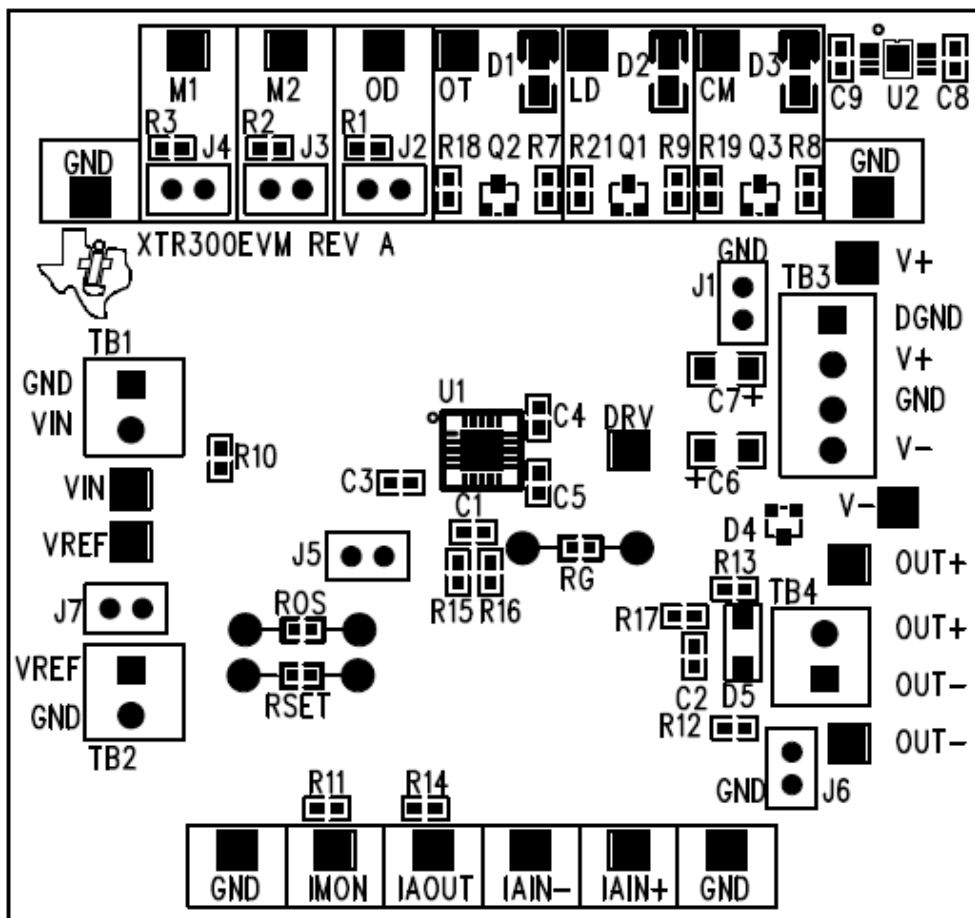 M1 M2 OD OT D1 LD D2 CM D3 C9 U2 C8
R3 J4 R2 J3 R1 J2 R18 Q2 R7 R21 Q1 R9 R19 Q3 R8
GND GND
XTR300EVM REV A
GND V+
J1 TB3
DGND
TB1 V+
GND C7+ GND
VIN U1 C4 DRV V-
R10 C3 C5 +C6
VIN C1 V-
VREF D4
J5 RG R13 OUT+
J7 ROS R15 R16 R17 TB4
OUT+
VREF RSET C2 D5 OUT-
GND R12 OUT-
TB2
R11 R14 GND J6
GND IMON IAOUT IAIN- IAIN+ GND